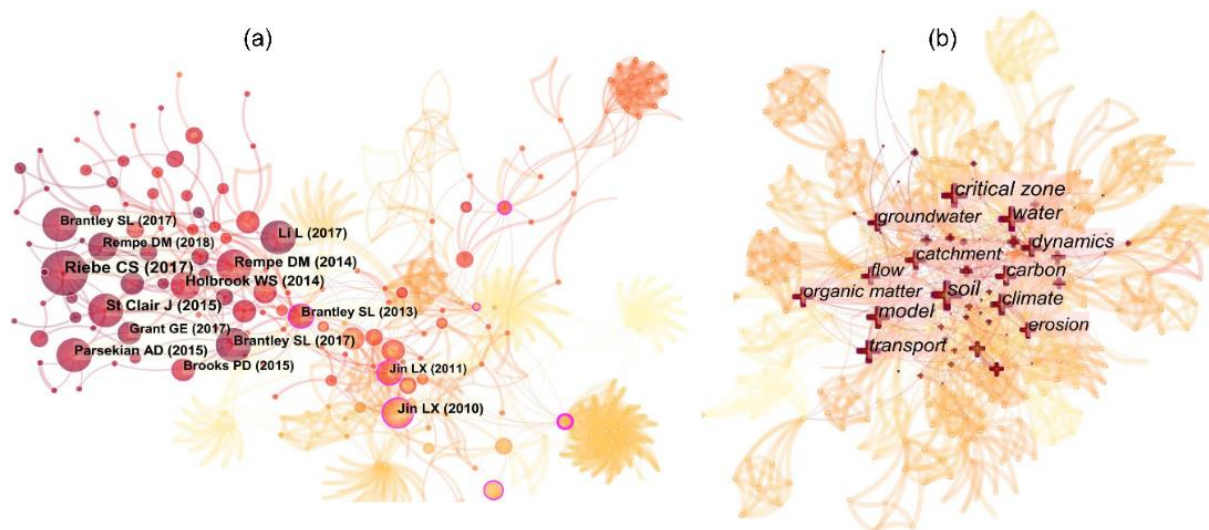 (a)
Brantley SL (2017)
Li L (2017)
Rempe DM (2018)
Rempe DM (2014)
Riebe CS (2017)
Holbrook WS (2014)
St Clair J (2015)
Brantley SL (2013)
Grant GE (2017)
Brantley SL (2017)
Parsekian AD (2015)
Brooks PD (2015)
Jin LX (2011)
Jin LX (2010)
(b)
critical zone
groundwater
water
dynamics
catchment
flow
carbon
organic matter
soil
climate
model
erosion
transport